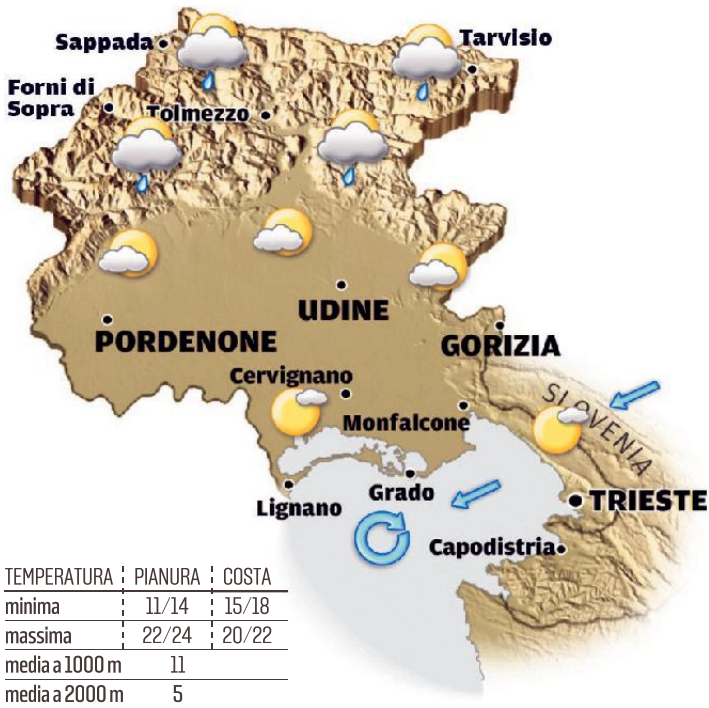 Sappada
Tarvisio
Forni di
Sopra
Tolmezzo
UDINE
PORDENONE
GORIZIA
Cervignano
SLOVENIA
Monfalcone
Grado
Lignano
TRIESTE
Capodistria
TEMPERATURA PIANURA COSTA
minima 11/14 15/18
massima 22/24 20/22
media a 1000 m 11
media a 2000 m 5